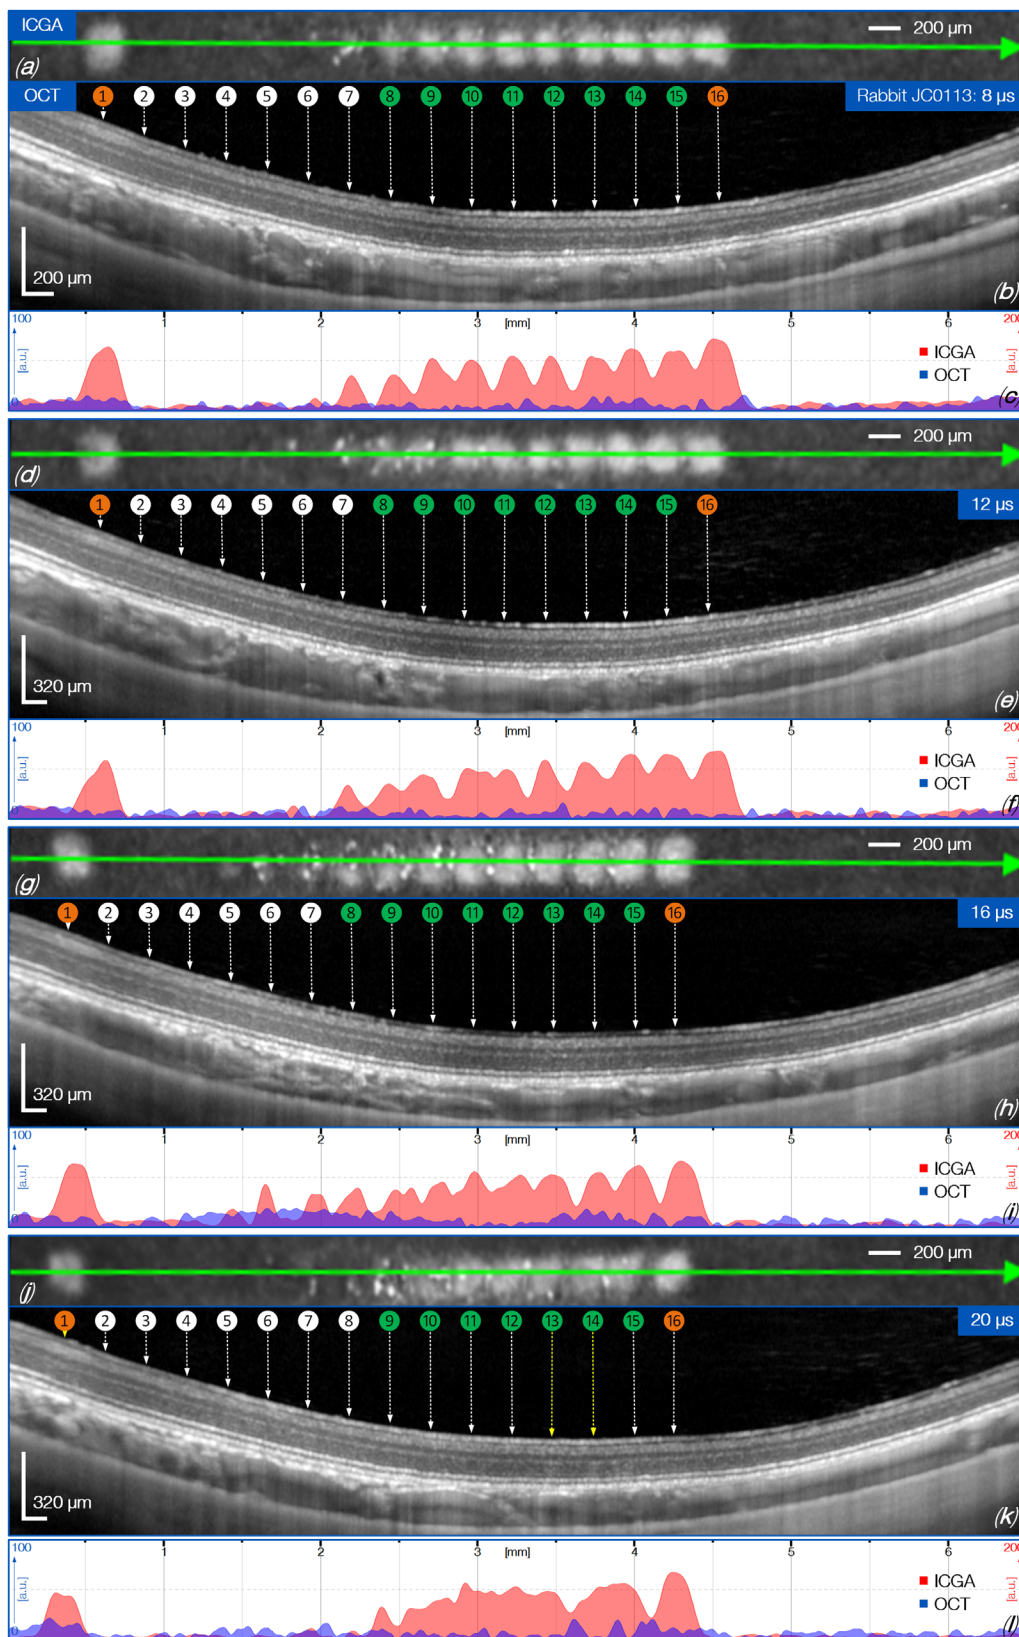 ICGA
200 µm
(a)
OCT 1 2 3 4 5 6 7 8 9 10 11 12 13 14 15 16 Rabbit JC0113: 8 µs
200 µm
(b)
100 1 2 3 [mm] 4 5 6 200
[a.u.] [a.u.]
ICGA
OCT
0 (c)
200 µm
(d)
1 2 3 4 5 6 7 8 9 10 11 12 13 14 15 16 12 µs
320 µm
(e)
100 1 2 3 [mm] 4 5 6 200
[a.u.] [a.u.]
ICGA
OCT
0 (f)
200 µm
(g)
1 2 3 4 5 6 7 8 9 10 11 12 13 14 15 16 16 µs
320 µm
(h)
100 1 2 3 [mm] 4 5 6 200
[a.u.] [a.u.]
ICGA
OCT
0 (i)
200 µm
(j)
1 2 3 4 5 6 7 8 9 10 11 12 13 14 15 16 20 µs
320 µm
(k)
100 1 2 3 [mm] 4 5 6 200
[a.u.] [a.u.]
ICGA
OCT
0 (l)